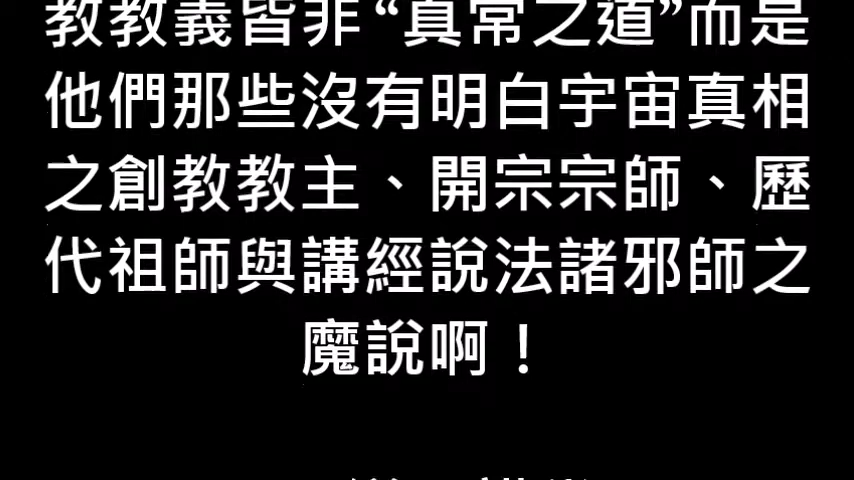 教教義皆非“真常之道”而是
他們那些沒有明白宇宙真相
之創教教主、開宗宗師、歷
代祖師與講經說法諸邪師之
魔說啊！